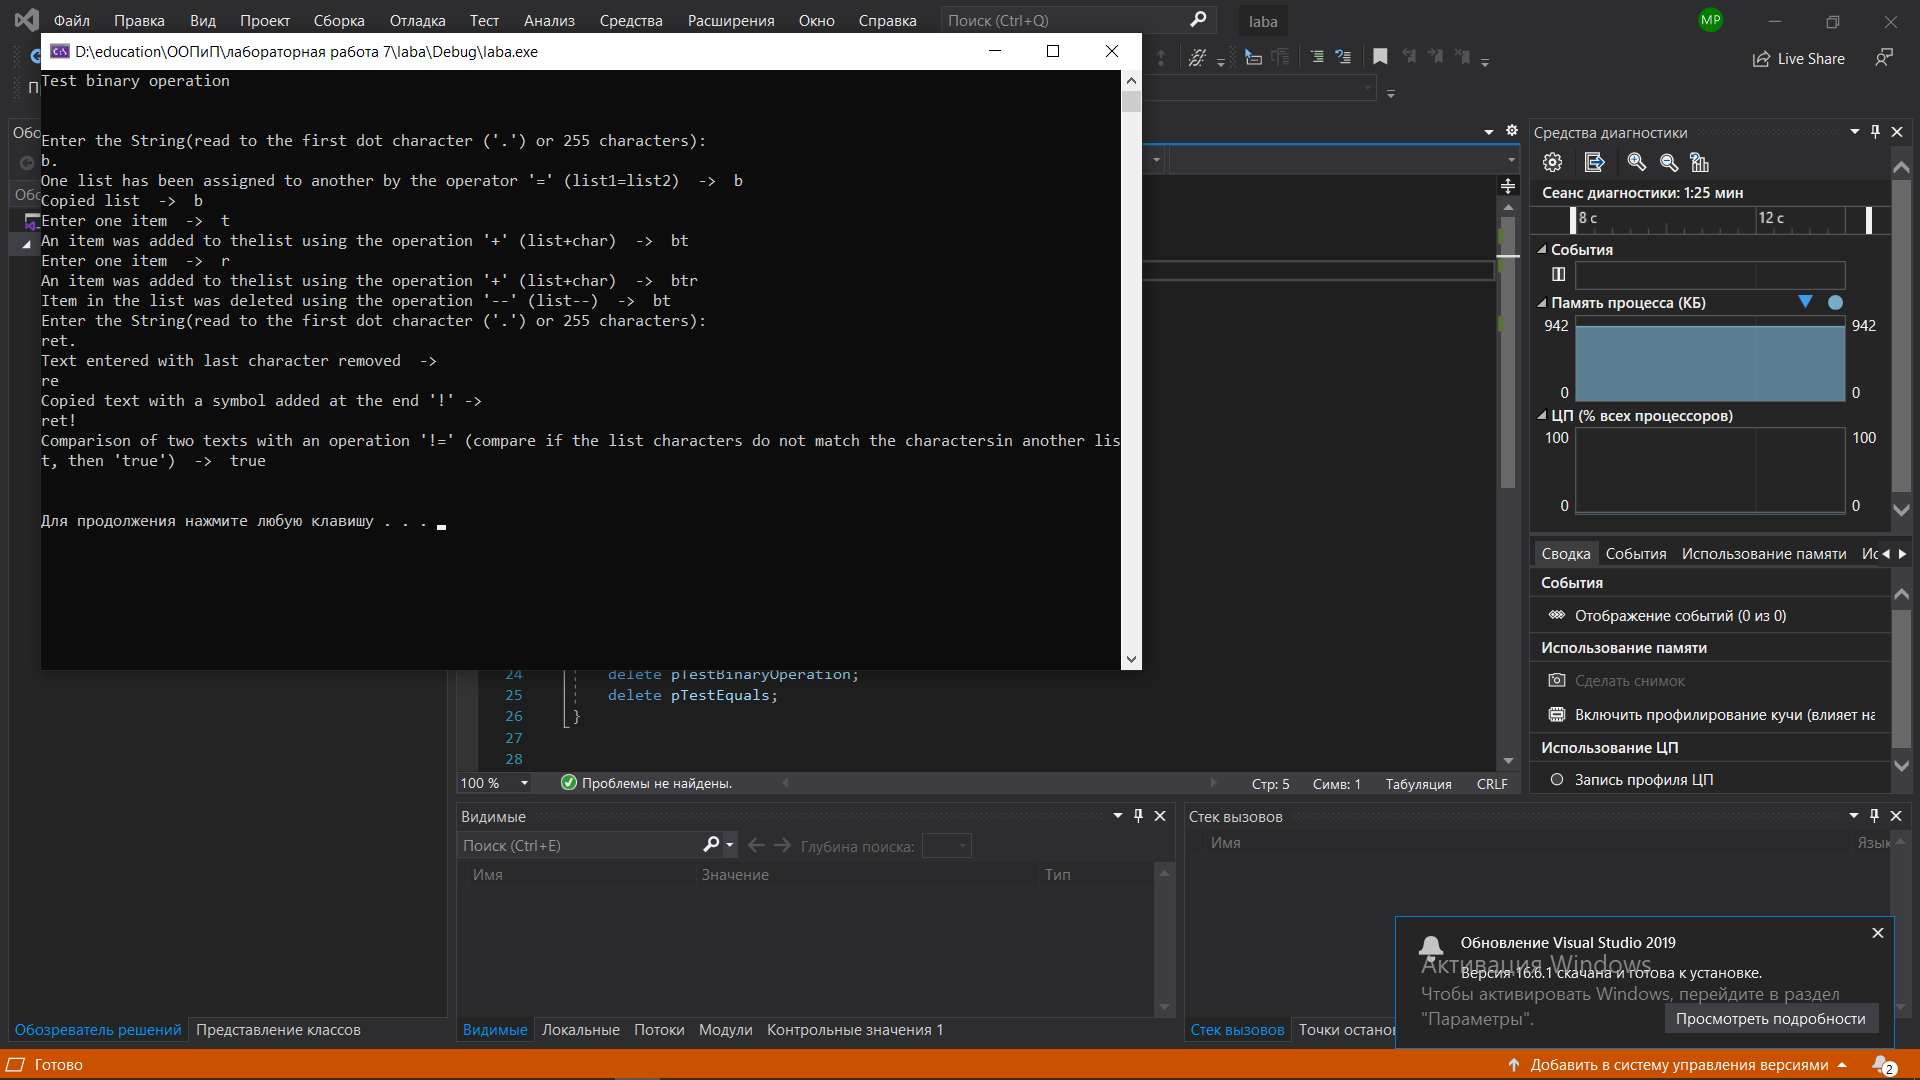 Файл Правка Вид Проект Сборка Отладка Тест Анализ Средства Расширения Окно Справка Поиск (Ctrl+Q) laba MP
D:\education\ООПиП\лабораторная работа 7\laba\Debug\laba.exe
Live Share
Test binary operation
Enter the String(read to the first dot character ('.') or 255 characters):
b.
One list has been assigned to another by the operator '=' (list1=list2)  ->  b
Copied list  ->  b
Enter one item  ->  t
An item was added to thelist using the operation '+' (list+char)  ->  bt
Enter one item  ->  r
An item was added to thelist using the operation '+' (list+char)  ->  btr
Item in the list was deleted using the operation '--' (list--)  ->  bt
Enter the String(read to the first dot character ('.') or 255 characters):
ret.
Text entered with last character removed  ->
re
Copied text with a symbol added at the end '!' ->
ret!
Comparison of two texts with an operation '!=' (compare if the list characters do not match the charactersin another lis
t, then 'true')  ->  true
Для продолжения нажмите любую клавишу . . .
24 delete pTestBinaryOperation;
25 delete pTestEquals;
26 }
27
28
100 % Проблемы не найдены. Стр: 5 Симв: 1 Табуляция CRLF
Средства диагностики
Сеанс диагностики: 1:25 мин
8 с 12 с
События
Память процесса (КБ)
942 942
0 0
ЦП (% всех процессоров)
100 100
0 0
Сводка События Использование памяти
События
Отображение событий (0 из 0)
Использование памяти
Сделать снимок
Включить профилирование кучи (влияет на
Использование ЦП
Запись профиля ЦП
Видимые
Поиск (Ctrl+E) Глубина поиска:
Имя Значение Тип
Стек вызовов
Имя Язык
Обновление Visual Studio 2019
Версия 16.6.1 скачана и готова к установке.
Просмотреть подробности
Активация Windows
Чтобы активировать Windows, перейдите в раздел
"Параметры".
Обозреватель решений Представление классов
Видимые Локальные Потоки Модули Контрольные значения 1
Стек вызовов Точки останов
Готово Добавить в систему управления версиями 2